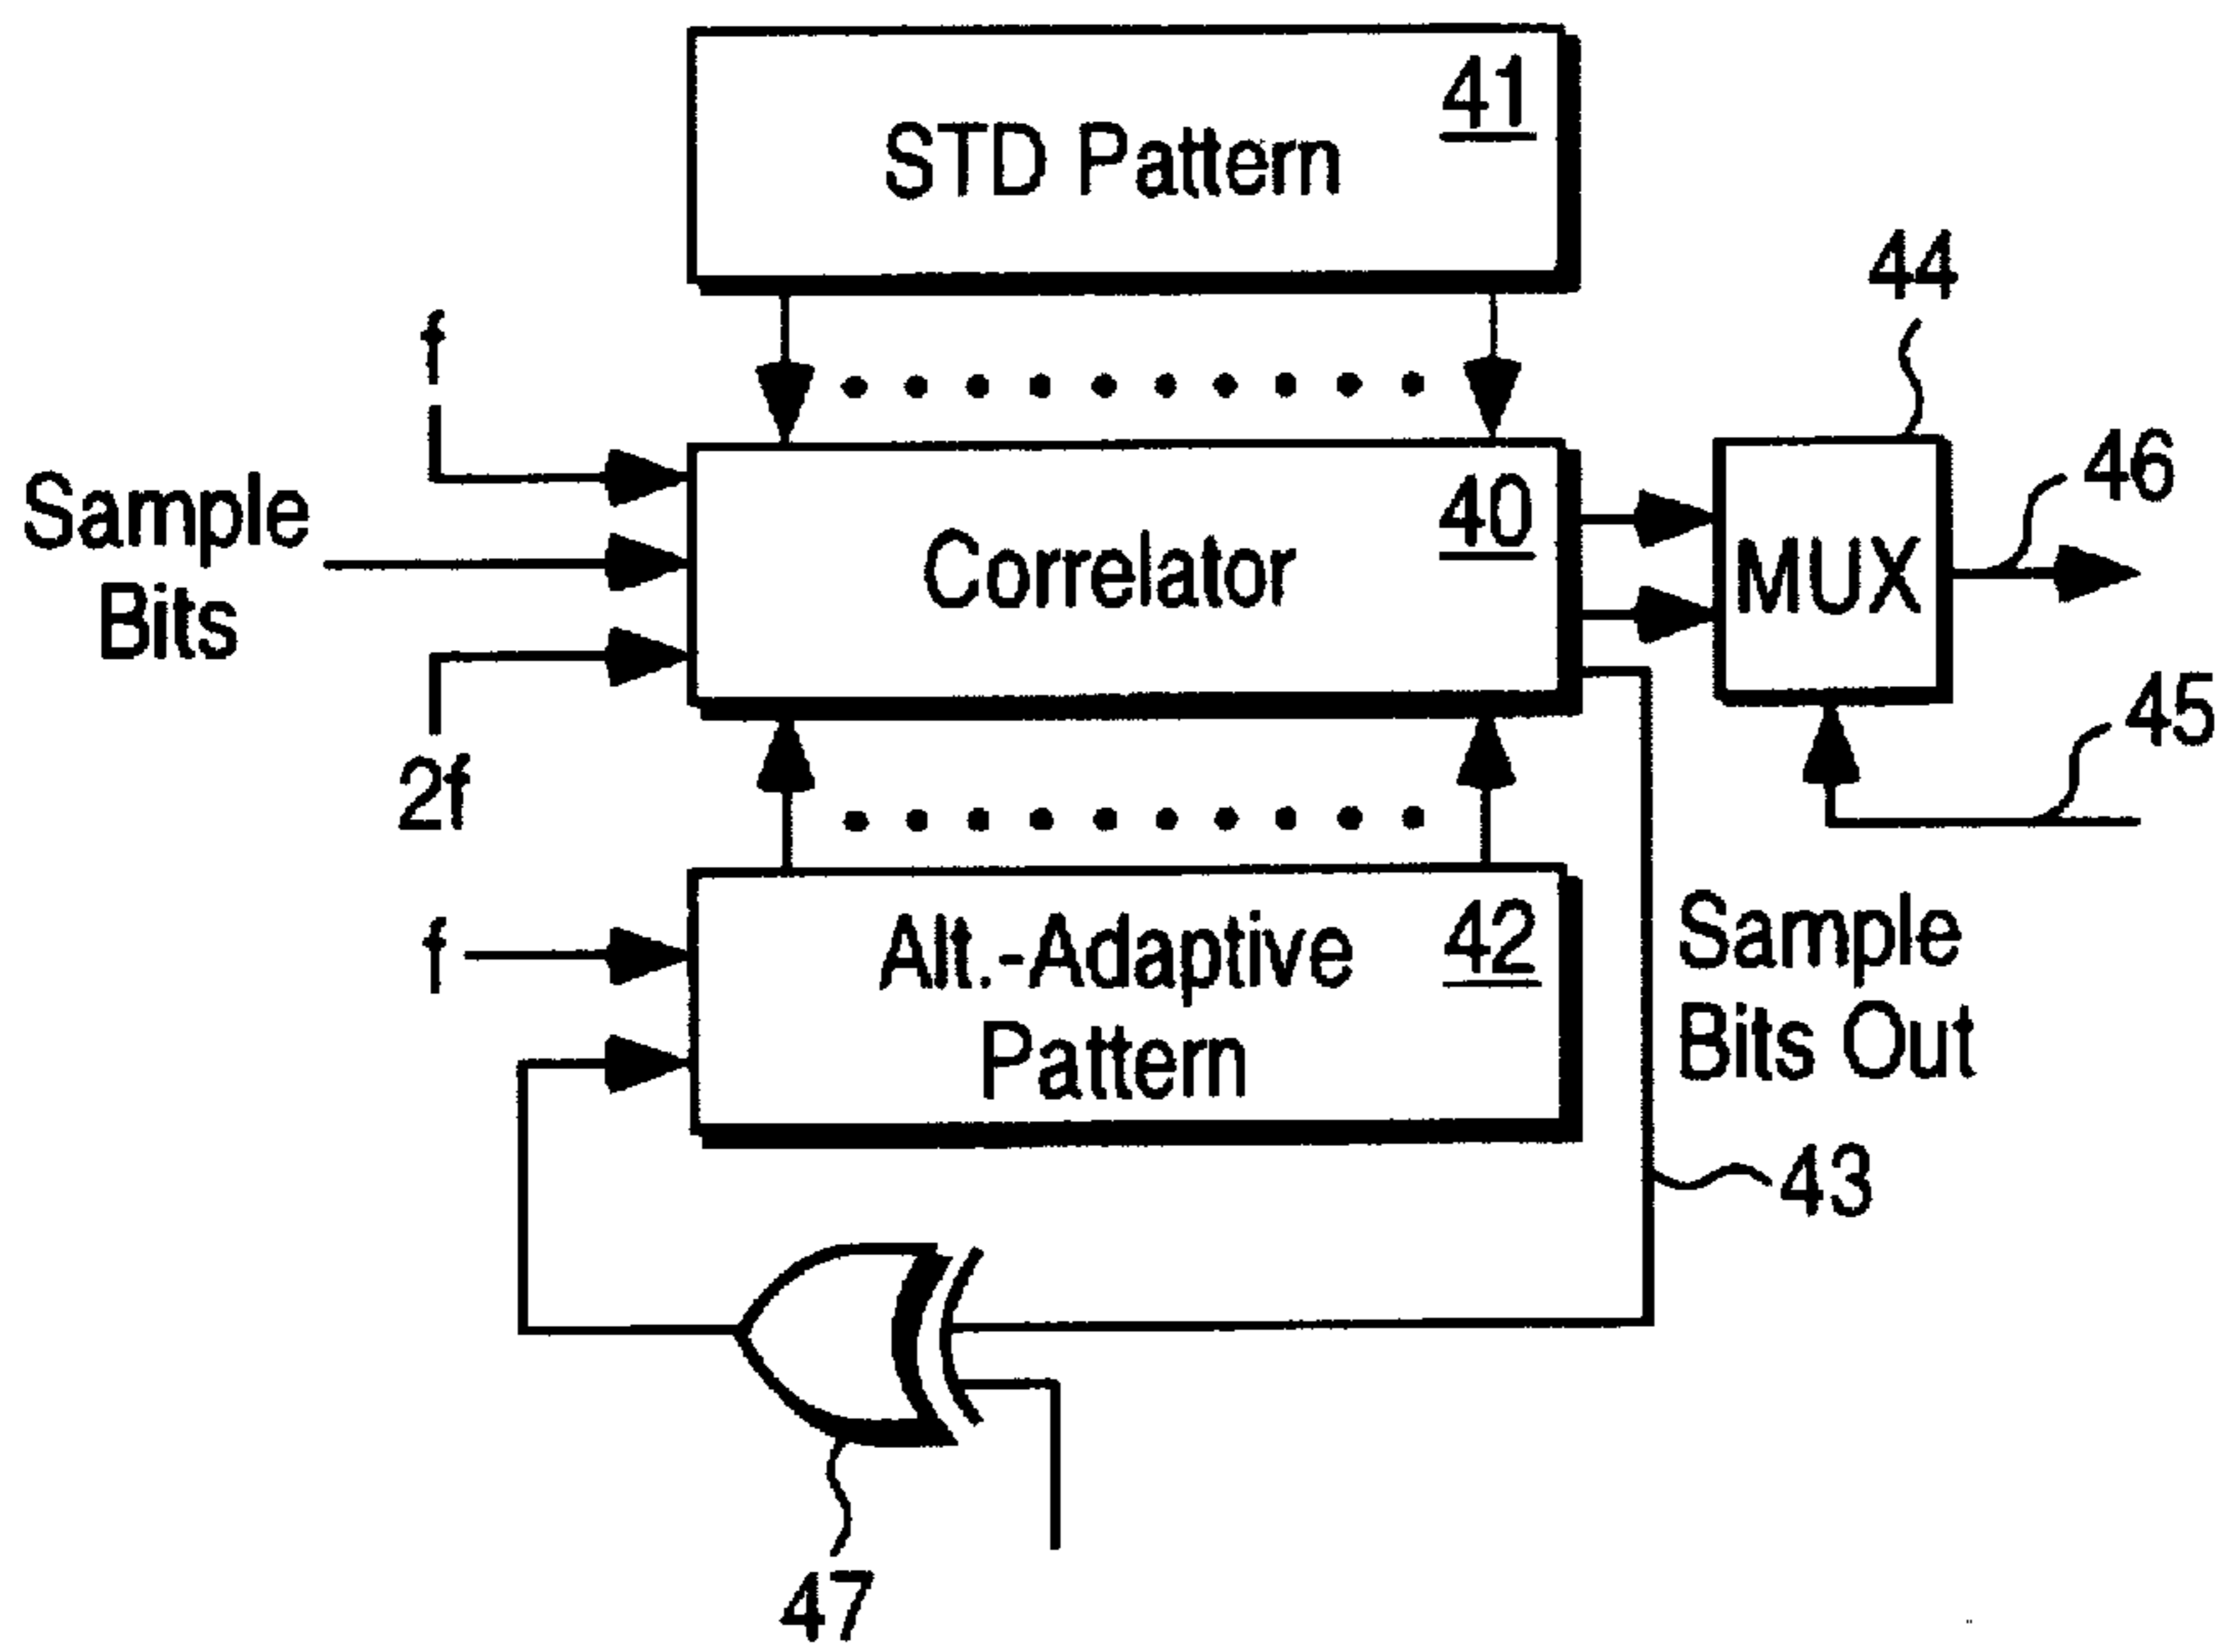 41
STD Pattern
44
f
46
Sample
Bits
40
Correlator
MUX
45
2f
f
42
Alt.-Adaptive
Pattern
Sample
Bits Out
43
47